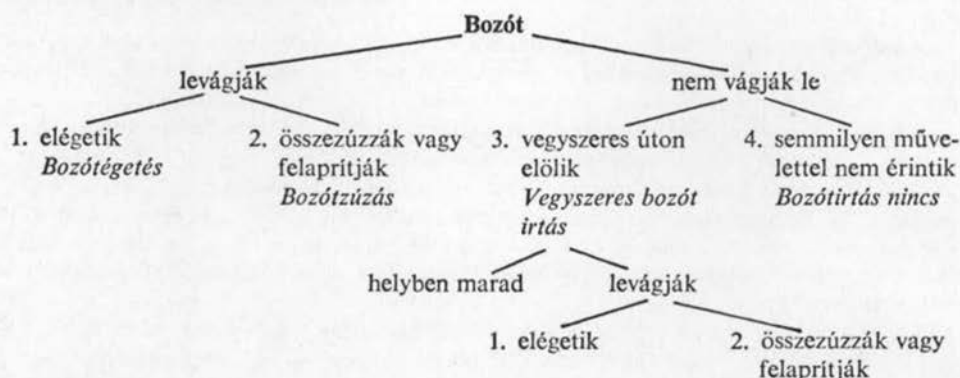 Bozót
levágják
nem vágják le
1. elégetik
Bozótégetés
2. összezúzzák vagy
felaprítják
Bozótzúzás
3. vegyszeres úton
elölik
Vegyszeres bozót
irtás
4. semmilyen műve-
lettel nem érintik
Bozótirtás nincs
helyben marad
levágják
1. elégetik
2. összezúzzák vagy
felaprítják